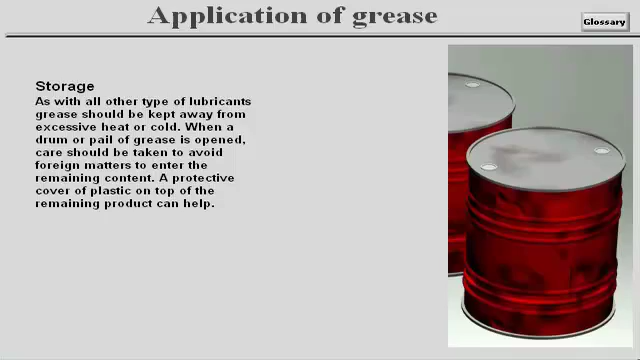 Application of grease
Glossary
Storage
As with all other type of lubricants
grease should be kept away from
excessive heat or cold. When a
drum or pail of grease is opened,
care should be taken to avoid
foreign matters to enter the
remaining content. A protective
cover of plastic on top of the
remaining product can help.